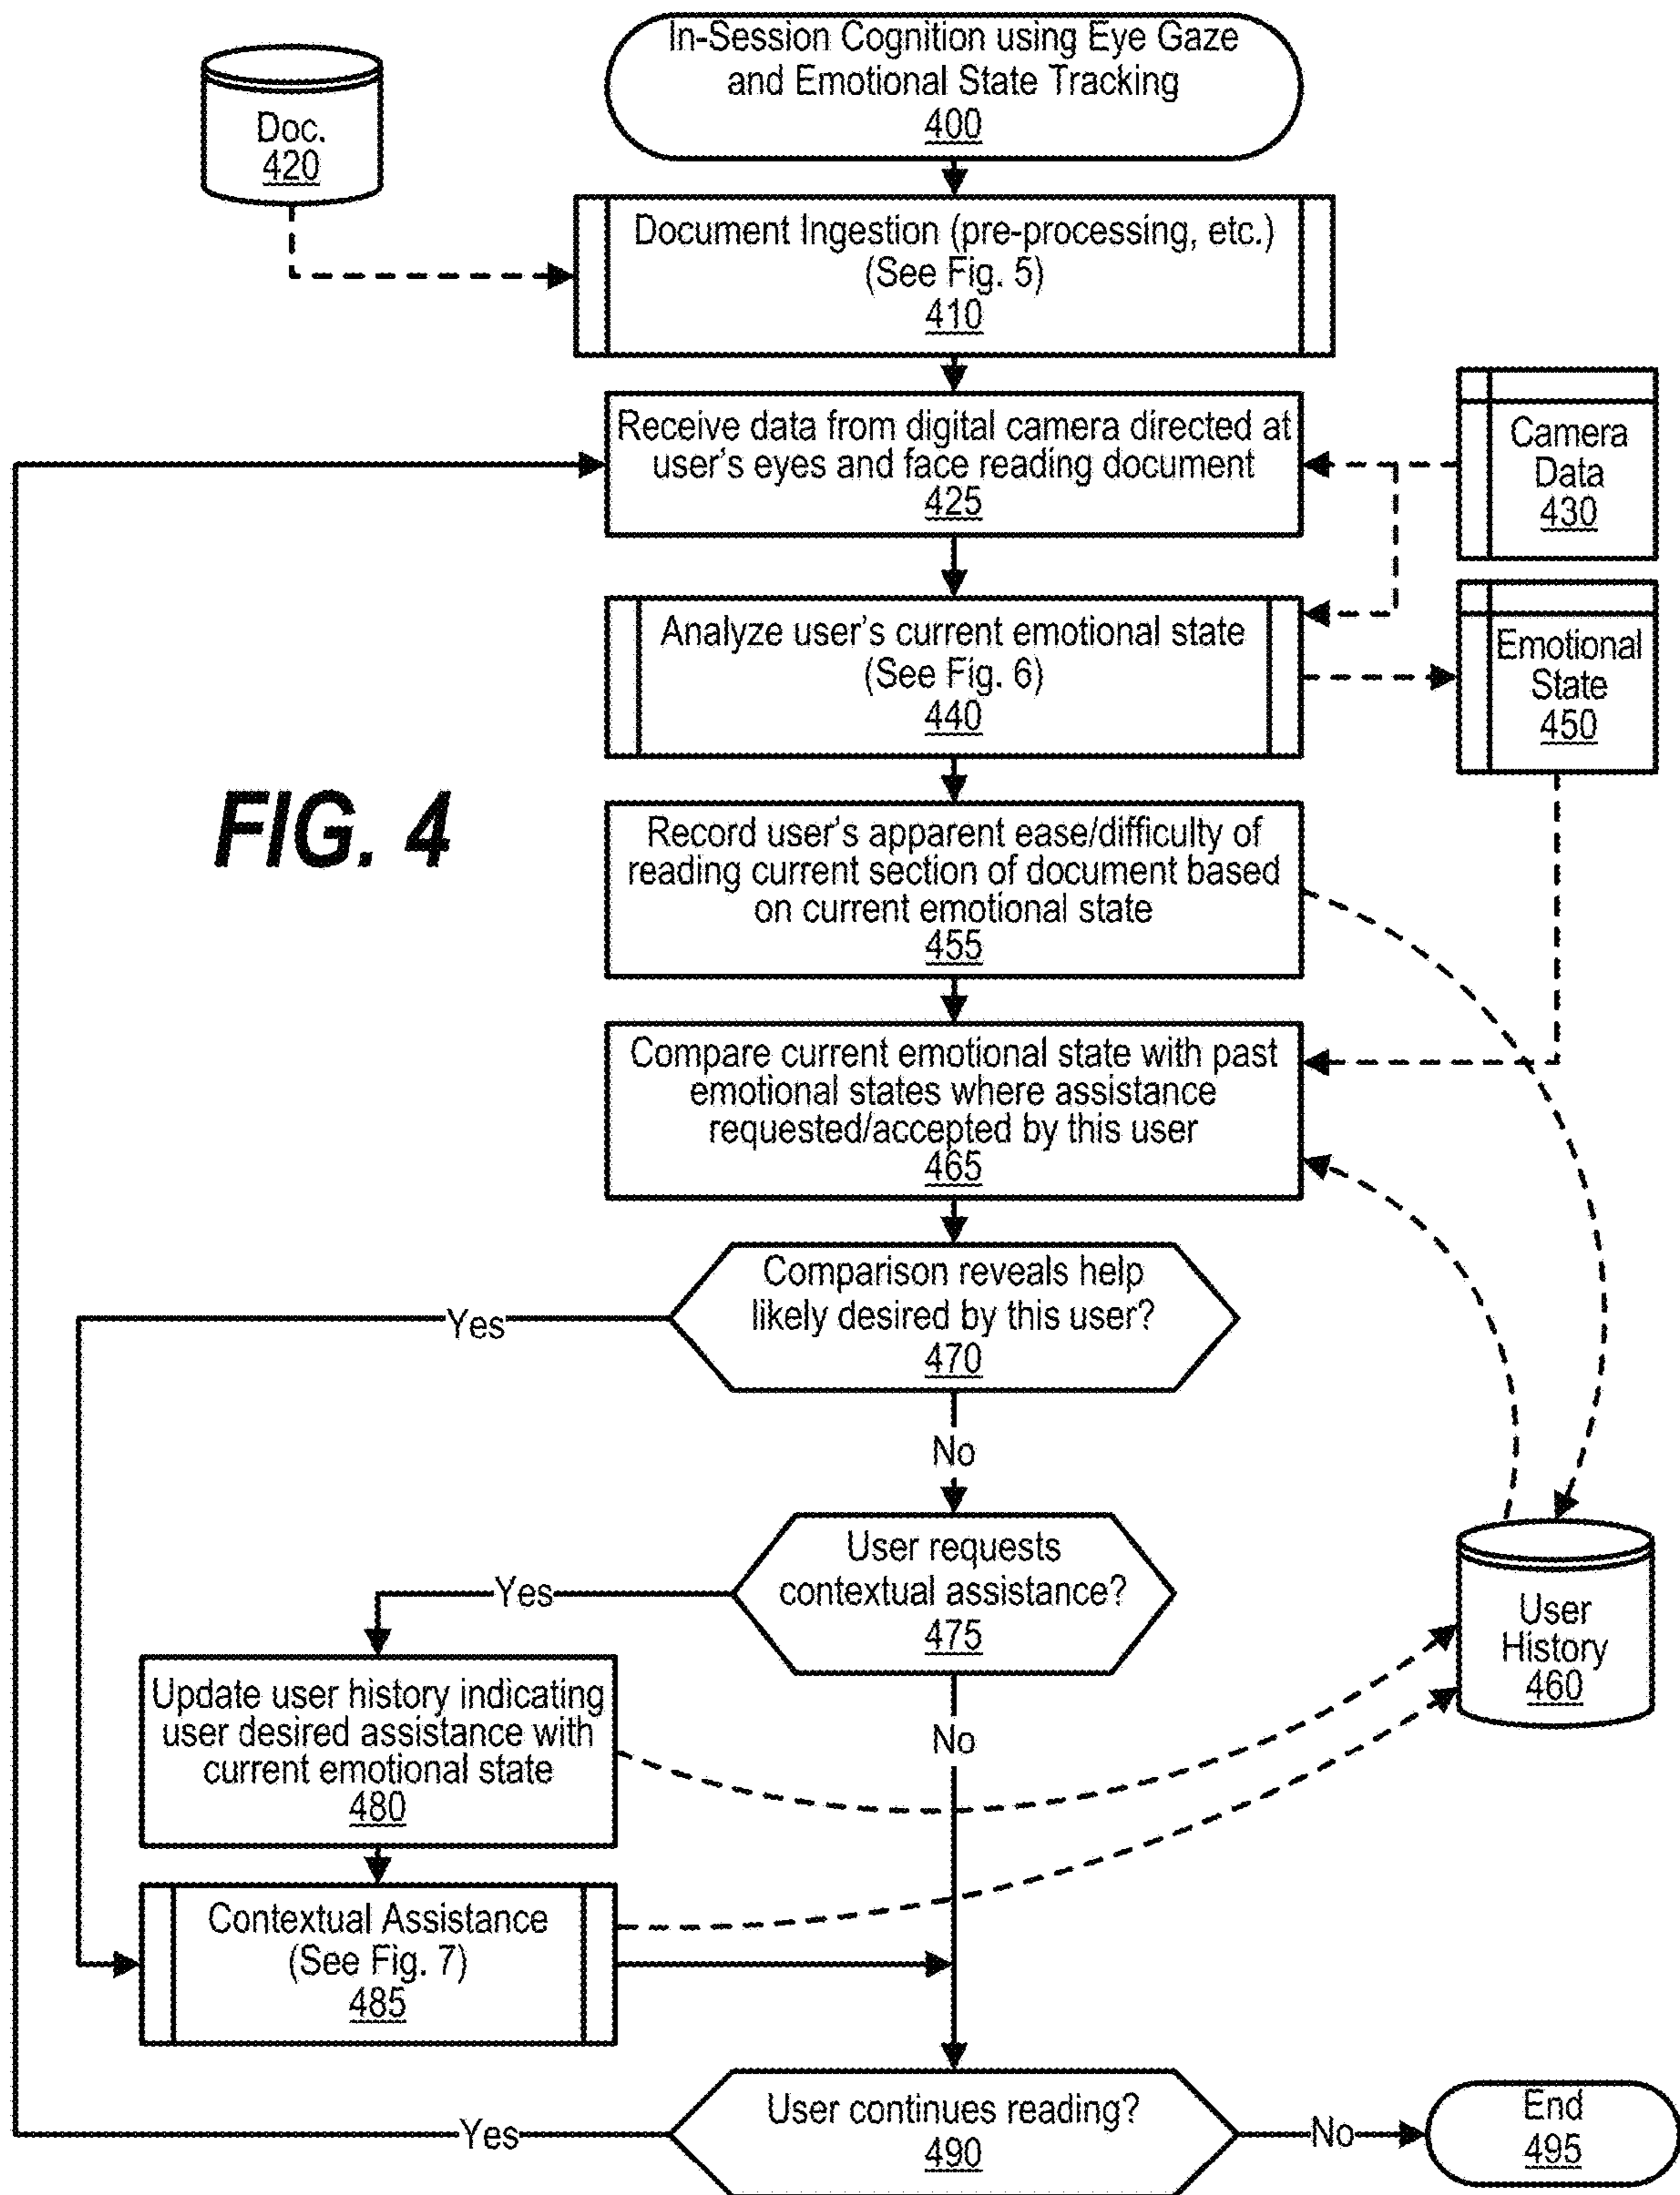 In-Session Cognition using Eye Gaze
and Emotional State Tracking
400
Doc.
420
Document Ingestion (pre-processing, etc.)
(See Fig. 5)
410
Receive data from digital camera directed at
user's eyes and face reading document
425
Camera
Data
430
Analyze user's current emotional state
(See Fig. 6)
440
Emotional
State
450
FIG. 4
Record user's apparent ease/difficulty of
reading current section of document based
on current emotional state
455
Compare current emotional state with past
emotional states where assistance
requested/accepted by this user
465
Comparison reveals help
likely desired by this user?
470
Yes
No
User requests
contextual assistance?
475
Yes
No
User
History
460
Update user history indicating
user desired assistance with
current emotional state
480
Contextual Assistance
(See Fig. 7)
485
User continues reading?
490
Yes
No
End
495